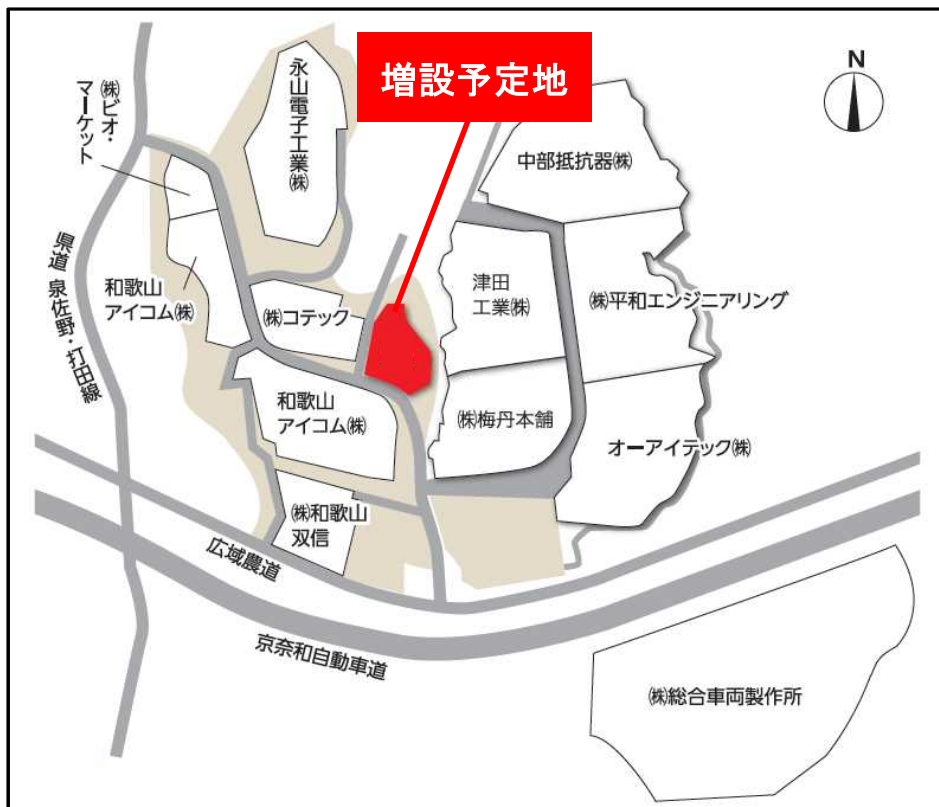 増設予定地
N
㈱ビオ・
マーケット
永山電子工業㈱
中部抵抗器㈱
県道 泉佐野・打田線
和歌山
アイコム㈱
㈱コテック
津田
工業㈱
㈱平和エンジニアリング
和歌山
アイコム㈱
㈱梅丹本舗
オーアイテック㈱
㈱和歌山
双信
広域農道
京奈和自動車道
㈱総合車両製作所